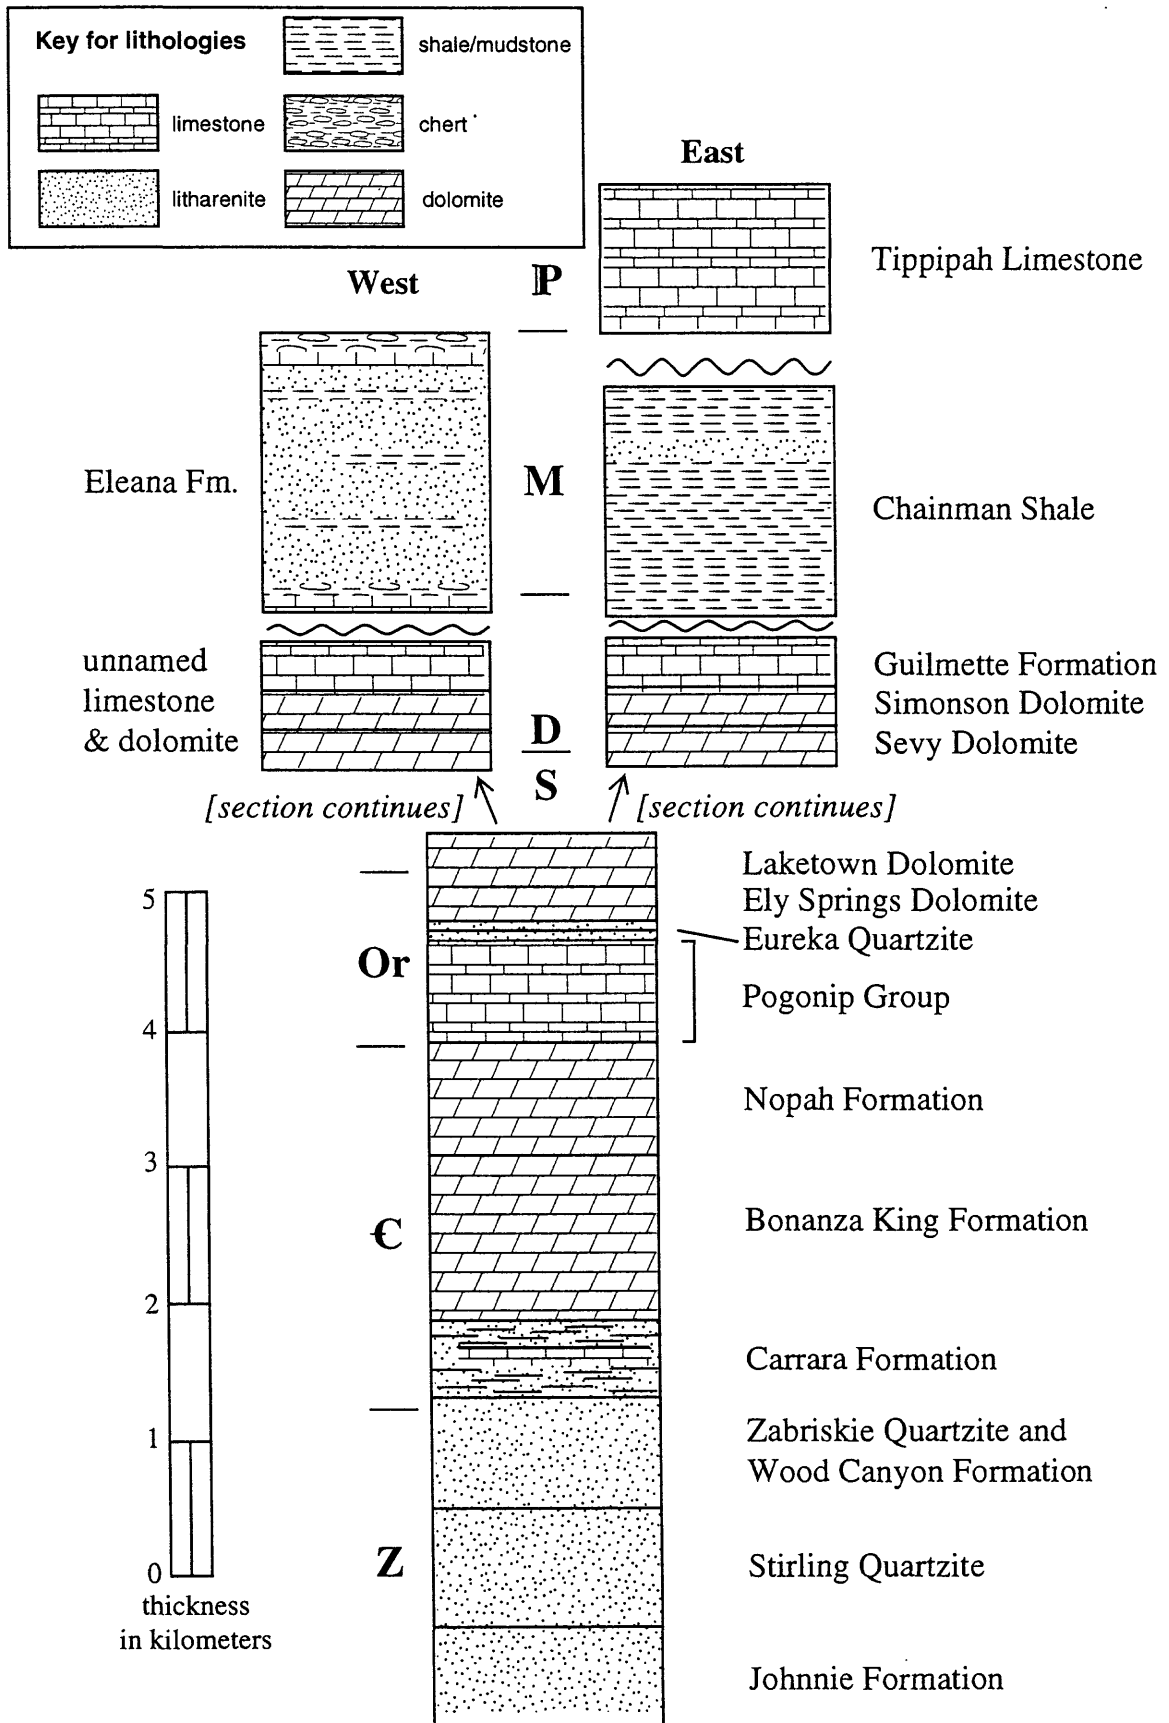 Key for lithologies
shale/mudstone
limestone
chert
litharenite
dolomite
East
West
P
Tippipah Limestone
Eleana Fm.
M
Chainman Shale
unnamed
limestone
& dolomite
Guilmette Formation
Simonson Dolomite
Sevy Dolomite
D
S
[section continues]
[section continues]
Laketown Dolomite
Ely Springs Dolomite
Eureka Quartzite
Or
Pogonip Group
Nopah Formation
Bonanza King Formation
Ꞓ
Carrara Formation
Zabriskie Quartzite and
Wood Canyon Formation
Z
Stirling Quartzite
Johnnie Formation
5
4
3
2
1
0
thickness
in kilometers